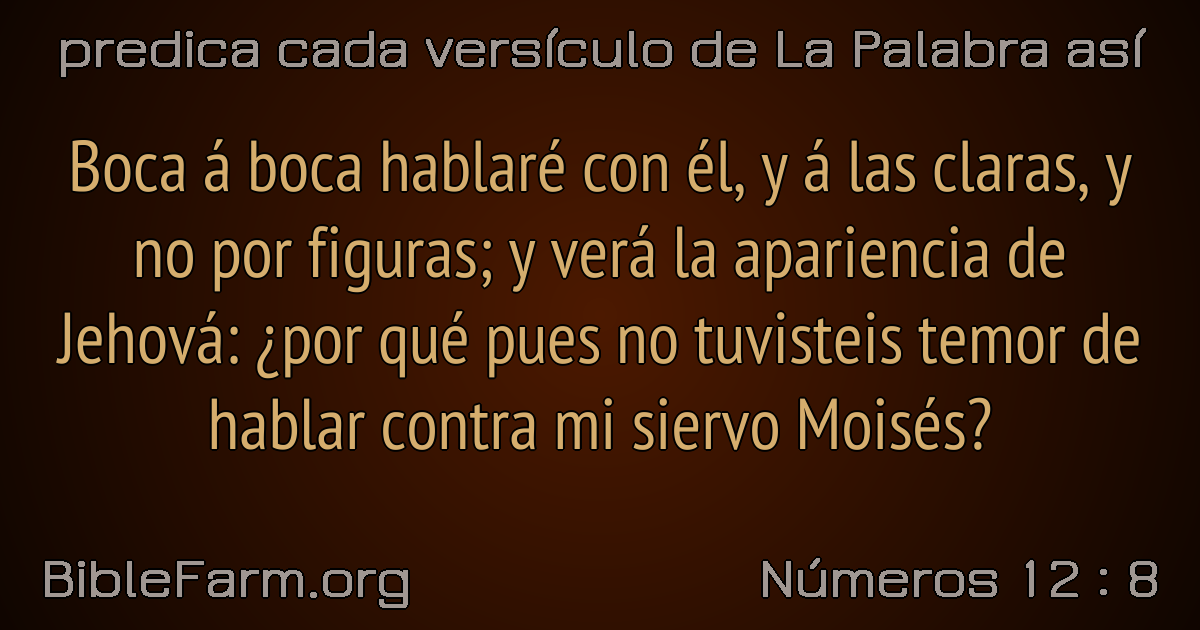 predica cada versículo de La Palabra así
Boca á boca hablaré con él, y á las claras, y
no por figuras; y verá la apariencia de
Jehová: ¿por qué pues no tuvisteis temor de
hablar contra mi siervo Moisés?
BibleFarm.org
Números 12 : 8